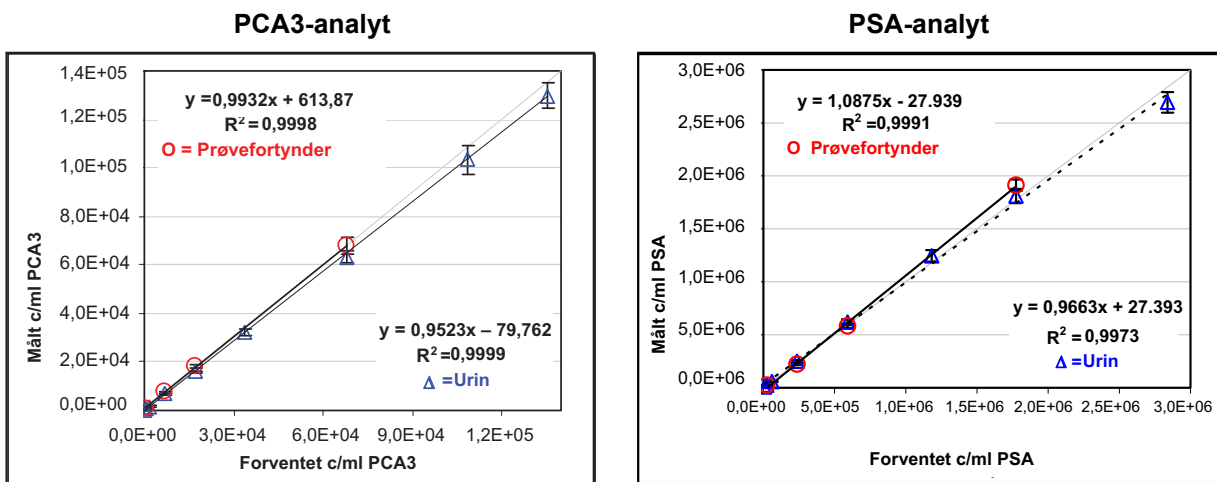 PCA3-analyt
1,4E+05
1,2E+05
1,0E+04
8,0E+04
6,0E+04
4,0E+04
2,0E+04
0,0E+00
Målt c/ml PCA3
y =0,9932x + 613,87
R² =0,9998
O = Prøvefortynder
y = 0,9523x – 79,762
R² =0,9999
Δ =Urin
0,0E+00
3,0E+04
6,0E+04
9,0E+04
1,2E+05
Forventet c/ml PCA3
PSA-analyt
3,0E+06
2,5E+06
2,0E+06
1,5E+06
1,0E+06
5,0E+06
0,0E+06
Målt c/ml PSA
y = 1,0875x - 27.939
R² =0,9991
O Prøvefortynder
y = 0,9663x + 27.393
R² = 0,9973
Δ =Urin
0,0E+00
5,0E+05
1,0E+06
1,5E+06
2,0E+06
2,5E+06
3,0E+06
Forventet c/ml PSA